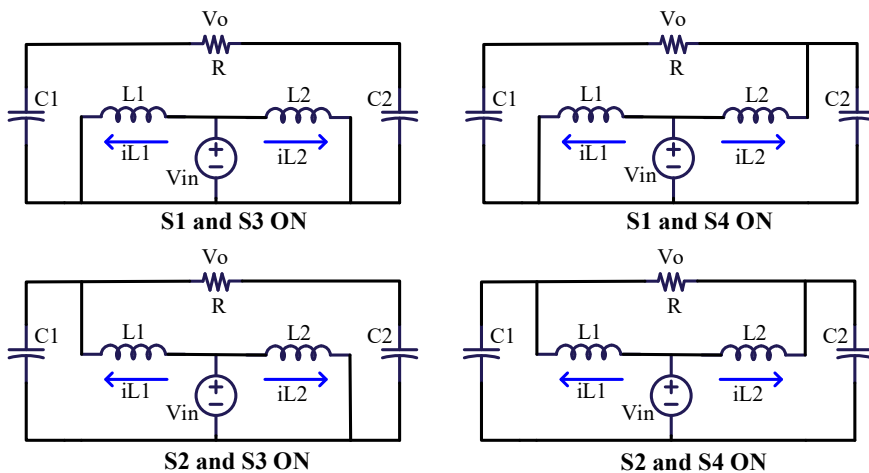 Vo
R
C1
L1
L2
C2
iL1
Vin
iL2
S1 and S3 ON
Vo
R
C1
L1
L2
C2
iL1
Vin
iL2
S1 and S4 ON
Vo
R
C1
L1
L2
C2
iL1
Vin
iL2
S2 and S3 ON
Vo
R
C1
L1
L2
C2
iL1
Vin
iL2
S2 and S4 ON